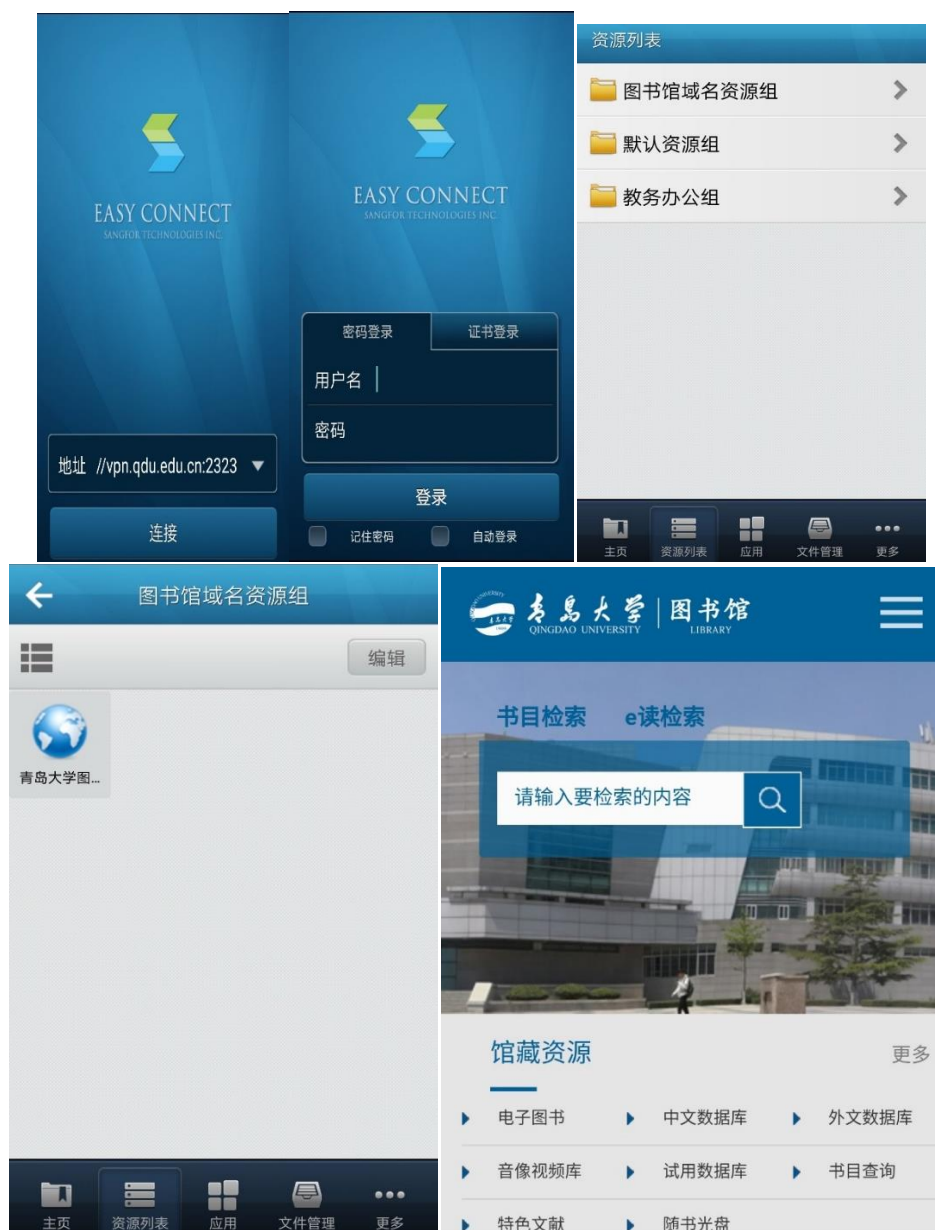 EASY CONNECT
SANGFOR TECHNOLOGIES INC.
地址 //vpn.qdu.edu.cn:2323
连接
EASY CONNECT
SANGFOR TECHNOLOGIES INC.
密码登录 证书登录
用户名
密码
登录
记住密码 自动登录
资源列表
图书馆域名资源组
默认资源组
教务办公组
主页 资源列表 应用 文件管理 更多
图书馆域名资源组
编辑
青岛大学图...
主页 资源列表 应用 文件管理 更多
青岛大学 图书馆
QINGDAO UNIVERSITY LIBRARY
书目检索 e读检索
请输入要检索的内容
馆藏资源 更多
电子图书 中文数据库 外文数据库
音像视频库 试用数据库 书目查询
特色文献 随书光盘